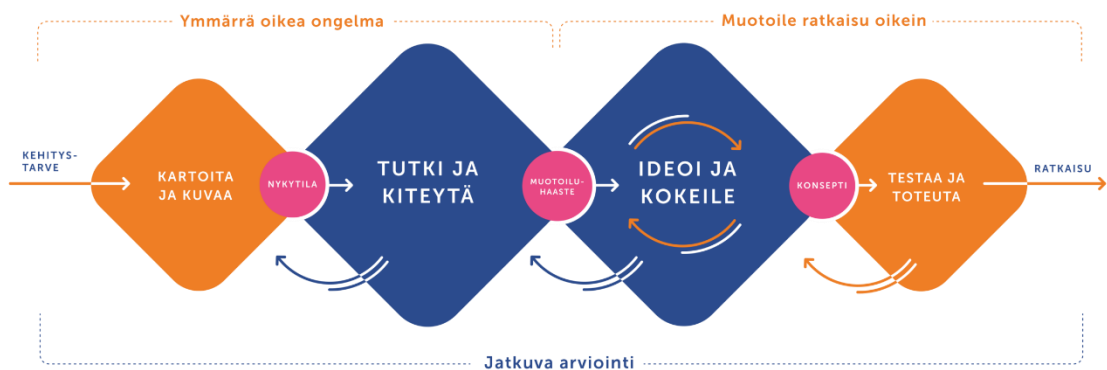 Ymmärrä oikea ongelma
Muotoile ratkaisu oikein
KEHITYS-
TARVE
KARTOITA
JA KUVAA
NYKYTILA
TUTKI JA
KITEYTÄ
MUOTOILU-
HAASTE
IDEOI JA
KOKEILE
KONSEPTI
TESTAA JA
TOTEUTA
RATKAISU
Jatkuva arviointi